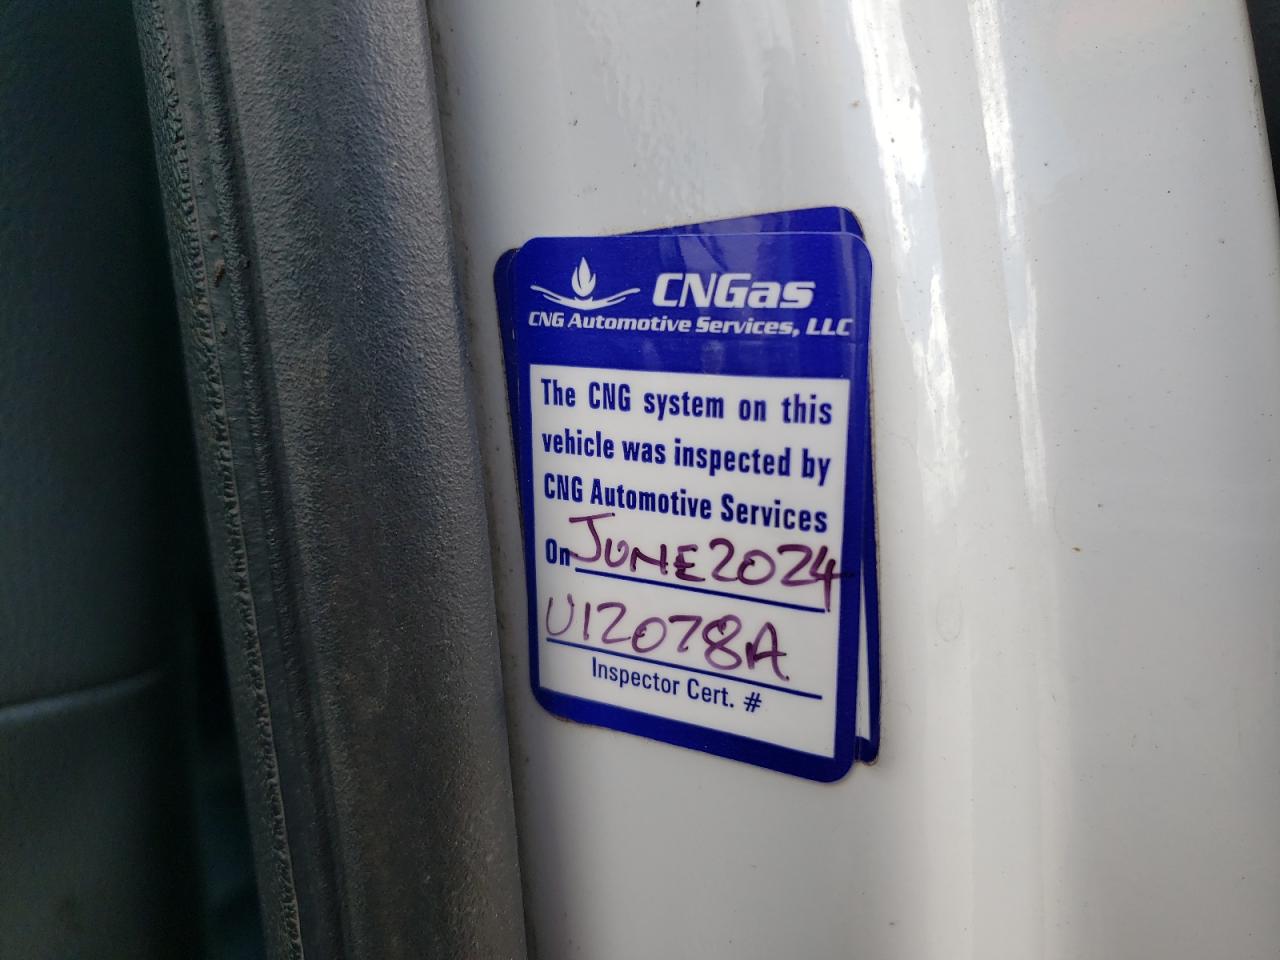 CNGas
CNG Automotive Services, LLC
The CNG system on this
vehicle was inspected by
CNG Automotive Services
On JUNE 2024
U12078A
Inspector Cert. #